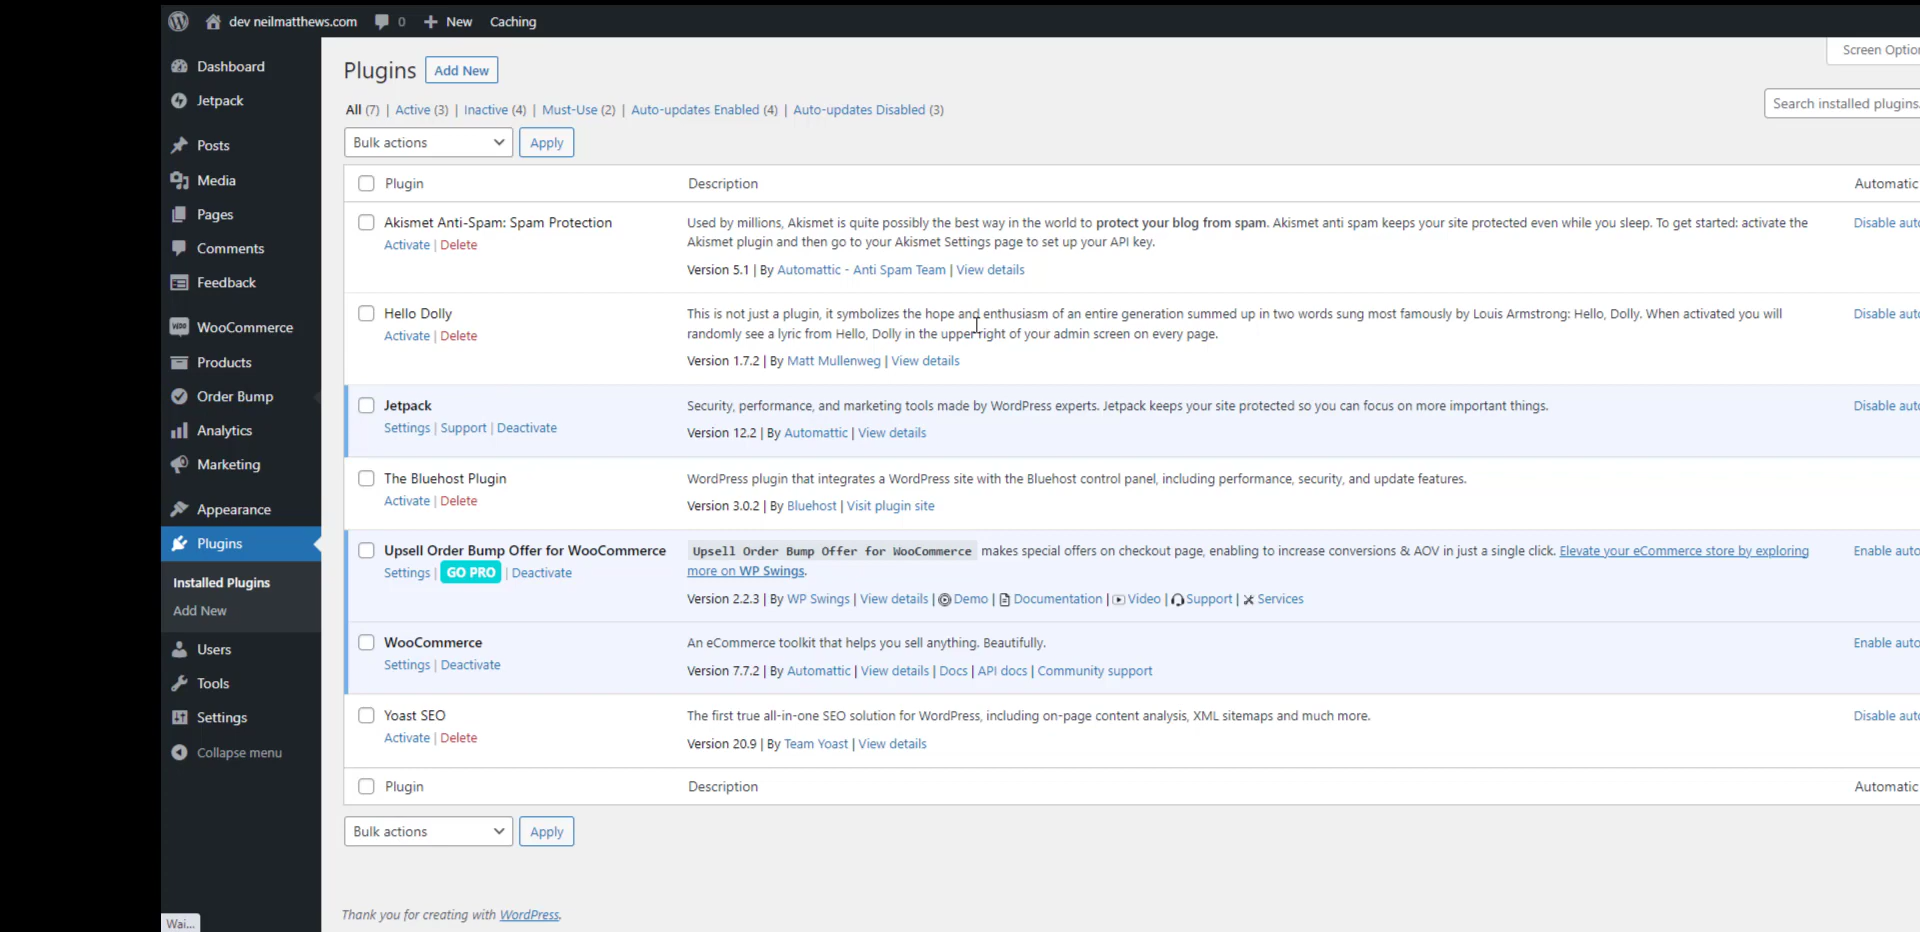 dev neilmatthews.com 0 New Caching
Dashboard
Jetpack
Posts
Media
Pages
Comments
Feedback
WooCommerce
Products
Order Bump
Analytics
Marketing
Appearance
Plugins
Installed Plugins
Add New
Users
Tools
Settings
Collapse menu
Wai...
Screen Optio
Plugins Add New
All (7) | Active (3) | Inactive (4) | Must-Use (2) | Auto-updates Enabled (4) | Auto-updates Disabled (3)
Search installed plugins.
Bulk actions Apply
Plugin Description Automatic
Akismet Anti-Spam: Spam Protection
Activate | Delete
Used by millions, Akismet is quite possibly the best way in the world to protect your blog from spam. Akismet anti spam keeps your site protected even while you sleep. To get started: activate the
Akismet plugin and then go to your Akismet Settings page to set up your API key.
Version 5.1 | By Automattic - Anti Spam Team | View details
Disable auto
Hello Dolly
Activate | Delete
This is not just a plugin, it symbolizes the hope and enthusiasm of an entire generation summed up in two words sung most famously by Louis Armstrong: Hello, Dolly. When activated you will
randomly see a lyric from Hello, Dolly in the upper right of your admin screen on every page.
Version 1.7.2 | By Matt Mullenweg | View details
Disable auto
Jetpack
Settings | Support | Deactivate
Security, performance, and marketing tools made by WordPress experts. Jetpack keeps your site protected so you can focus on more important things.
Version 12.2 | By Automattic | View details
Disable auto
The Bluehost Plugin
Activate | Delete
WordPress plugin that integrates a WordPress site with the Bluehost control panel, including performance, security, and update features.
Version 3.0.2 | By Bluehost | Visit plugin site
Upsell Order Bump Offer for WooCommerce
Settings | GO PRO | Deactivate
Upsell Order Bump Offer for WooCommerce makes special offers on checkout page, enabling to increase conversions & AOV in just a single click. Elevate your eCommerce store by exploring
more on WP Swings.
Version 2.2.3 | By WP Swings | View details | Demo | Documentation | Video | Support | Services
Enable auto
WooCommerce
Settings | Deactivate
An eCommerce toolkit that helps you sell anything. Beautifully.
Version 7.7.2 | By Automattic | View details | Docs | API docs | Community support
Enable auto
Yoast SEO
Activate | Delete
The first true all-in-one SEO solution for WordPress, including on-page content analysis, XML sitemaps and much more.
Version 20.9 | By Team Yoast | View details
Disable auto
Plugin Description Automatic
Bulk actions Apply
Thank you for creating with WordPress.